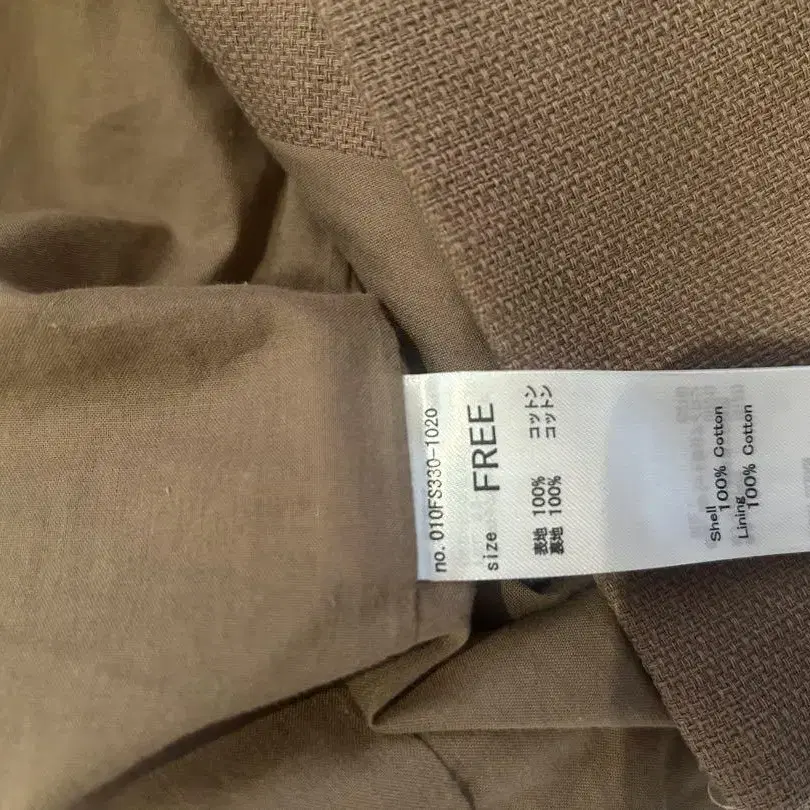 no. 010FS330-1020
size FREE
表地 100% コットン
裏地 100% コットン
Shell
100% Cotton
Lining
100% Cotton